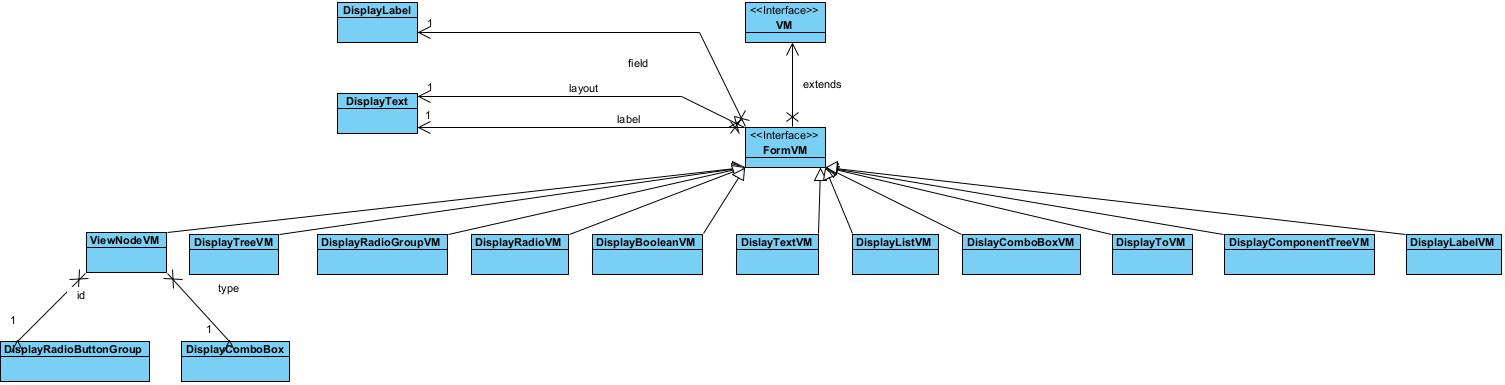 DisplayLabel
1
<<Interface>>
VM
field
extends
layout
1
DisplayText
1
label
<<Interface>>
FormVM
ViewNodeVM
DisplayTreeVM
DisplayRadioGroupVM
DisplayRadioVM
DisplayBooleanVM
DislayTextVM
DisplayListVM
DislayComboBoxVM
DisplayToVM
DisplayComponentTreeVM
DisplayLabelVM
id
type
1
1
DisplayRadioButtonGroup
DisplayComboBox